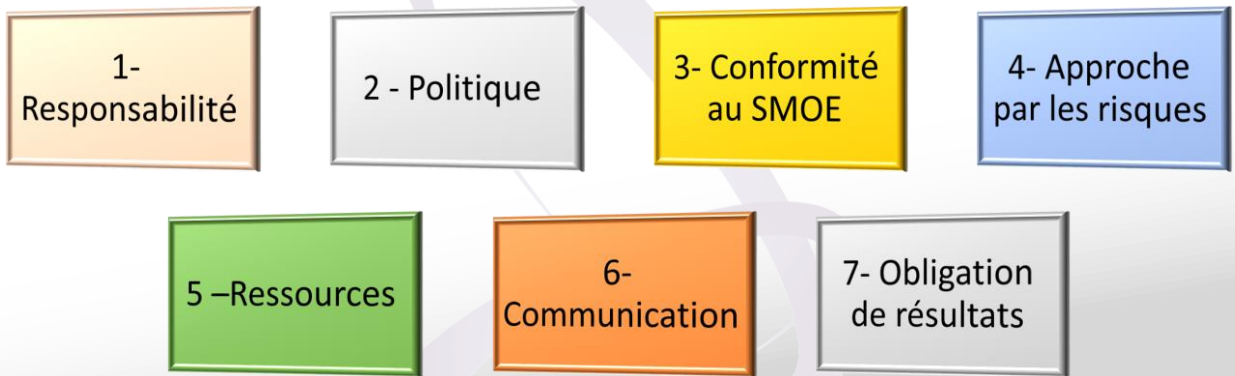 1-
Responsabilité
2 - Politique
3- Conformité
au SMOE
4- Approche
par les risques
5 –Ressources
6-
Communication
7- Obligation
de résultats